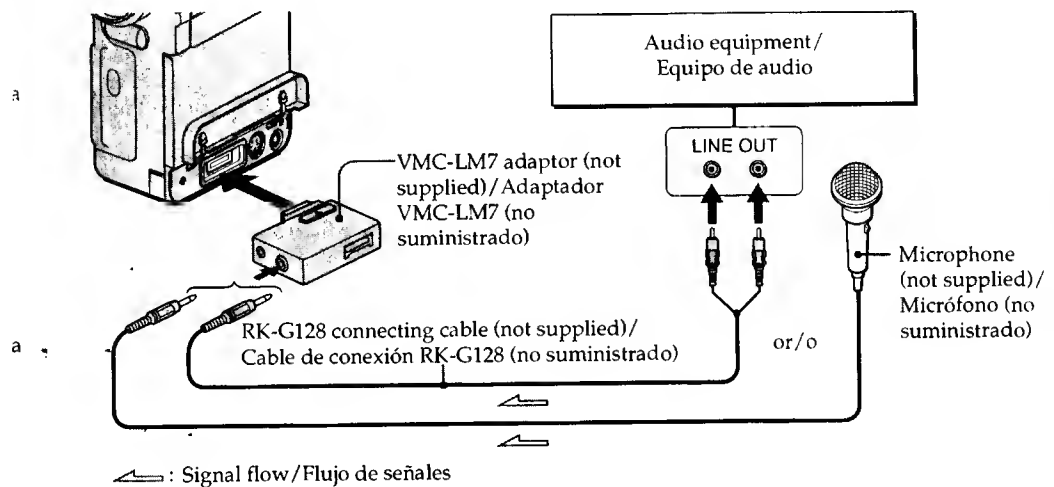 Audio equipment/
Equipo de audio
LINE OUT
VMC-LM7 adaptor (not
supplied)/Adaptador
VMC-LM7 (no
suministrado)
Microphone
(not supplied)/
Micrófono (no
suministrado)
RK-G128 connecting cable (not supplied)/
Cable de conexión RK-G128 (no suministrado)
or/o
: Signal flow/Flujo de señales
a
a